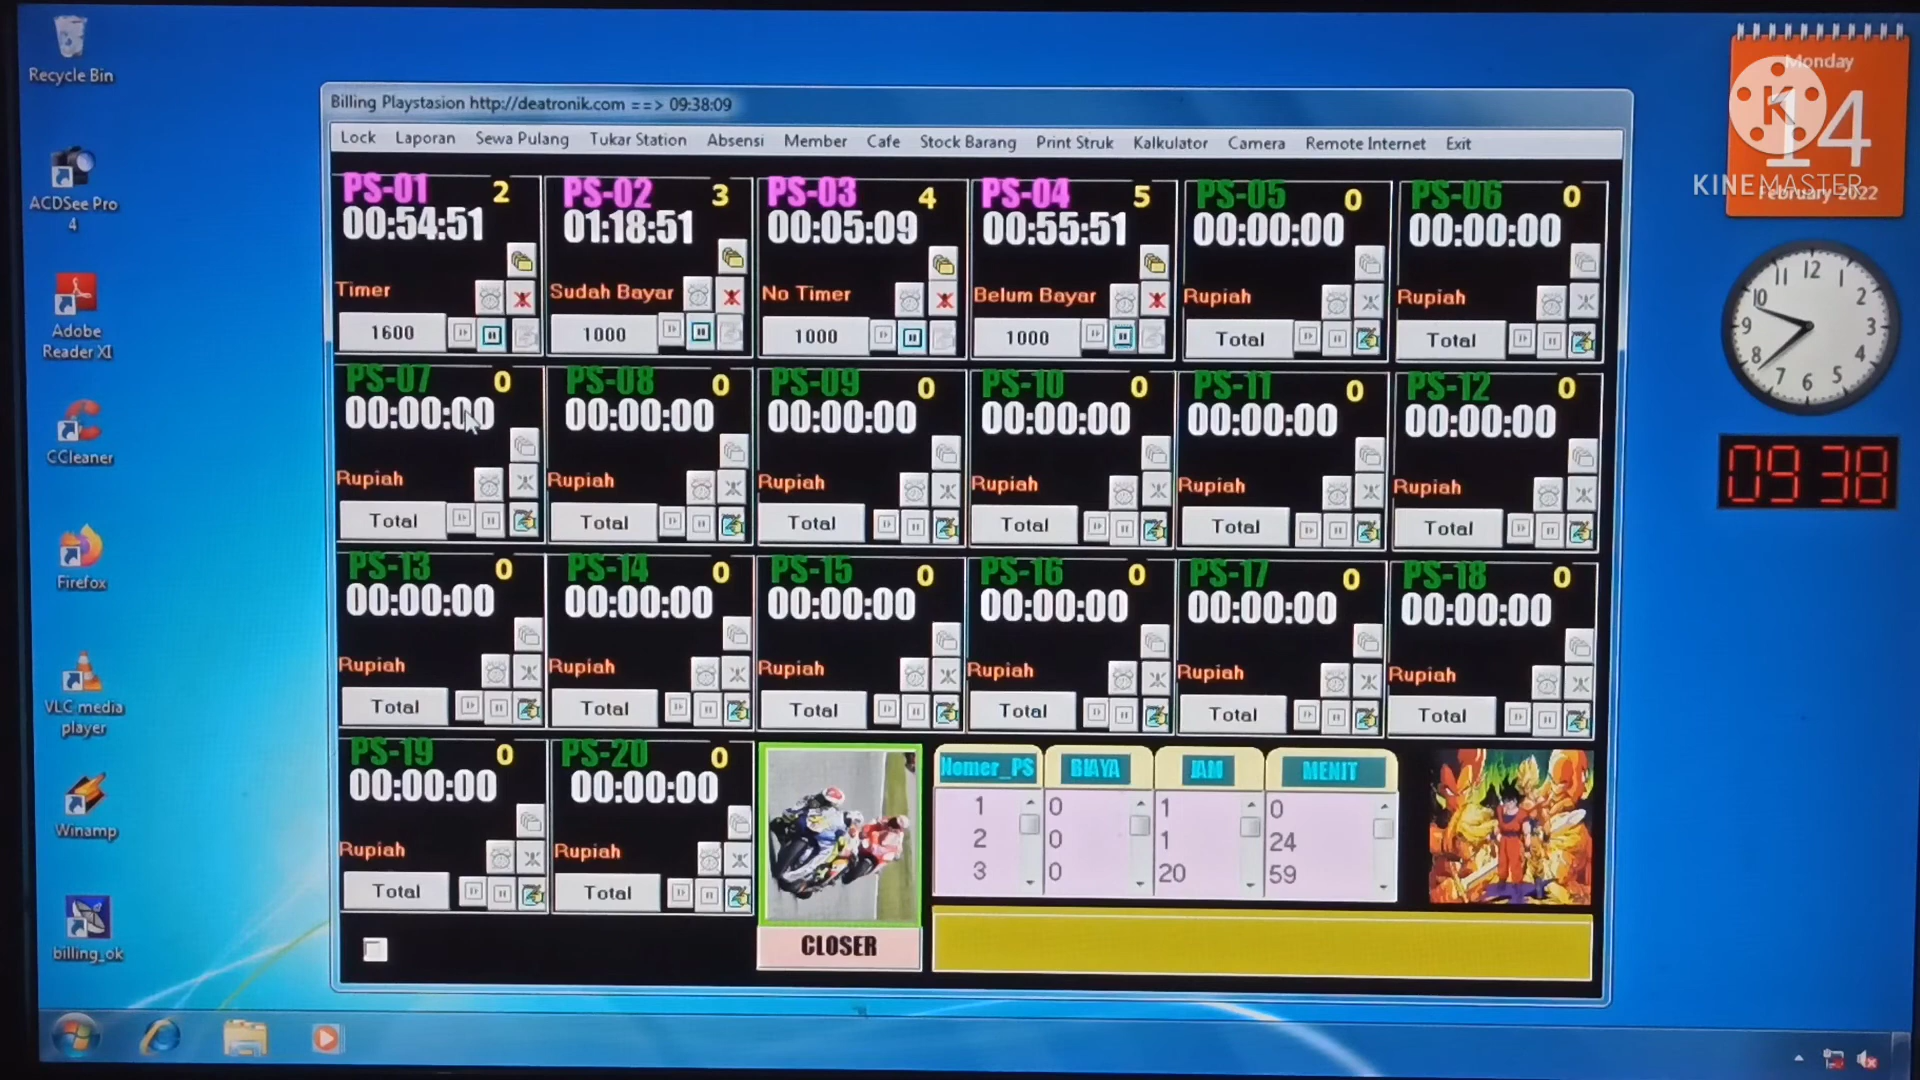 Recycle Bin
ACDSee Pro
4
Adobe
Reader XI
CCleaner
Firefox
VLC media
player
Winamp
billing_ok
Billing Playstasion http://deatronik.com ==> 09:38:09
Lock Laporan Sewa Pulang Tukar Station Absensi Member Cafe Stock Barang Print Struk Kalkulator Camera Remote Internet Exit
PS-01 2 PS-02 3 PS-03 4 PS-04 5 PS-05 0 PS-06 0
00:54:51 01:18:51 00:05:09 00:55:51 00:00:00 00:00:00
Timer Sudah Bayar No Timer Belum Bayar Rupiah Rupiah
1600 1000 1000 1000 Total Total
PS-07 0 PS-08 0 PS-09 0 PS-10 0 PS-11 0 PS-12 0
00:00:00 00:00:00 00:00:00 00:00:00 00:00:00 00:00:00
Rupiah Rupiah Rupiah Rupiah Rupiah Rupiah
Total Total Total Total Total Total
PS-13 0 PS-14 0 PS-15 0 PS-16 0 PS-17 0 PS-18 0
00:00:00 00:00:00 00:00:00 00:00:00 00:00:00 00:00:00
Rupiah Rupiah Rupiah Rupiah Rupiah Rupiah
Total Total Total Total Total Total
PS-19 0 PS-20 0
00:00:00 00:00:00
Rupiah Rupiah
Total Total
CLOSER
Nomer_PS BIAYA JAM MENIT
1 0 1 0
2 0 1 24
3 0 20 59
Monday
14
February 2022
K
KINEMASTER
12
1
2
3
4
5
6
7
8
9
10
11
09 38